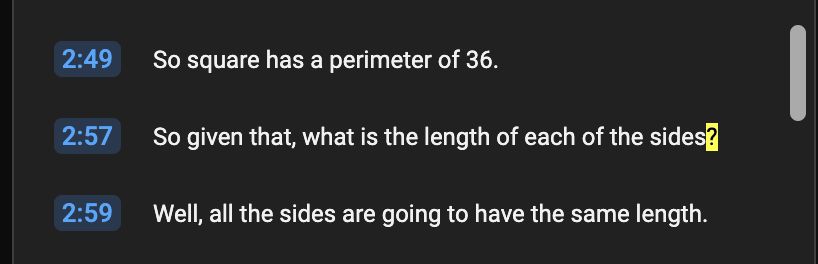 2:49 So square has a perimeter of 36.
2:57 So given that, what is the length of each of the sides?
2:59 Well, all the sides are going to have the same length.